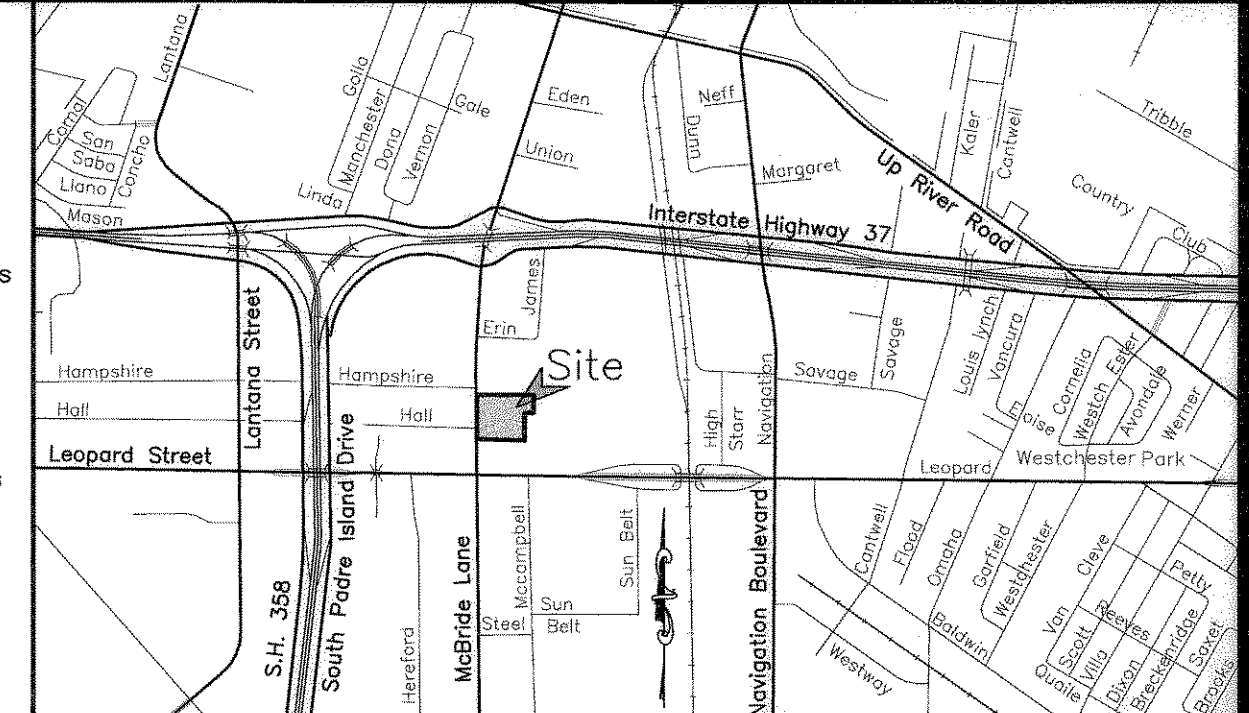 Lantana
Goila
Manchester
Dona
Vernon
Gale
Linda
Comal
San
Saba
Llano
Concho
Mason
Eden
Union
Neff
Dunn
Margaret
Up River Road
Kaler
Cantwell
Tribble
Country
Club
Interstate Highway 37
s
Lantana Street
James
Erin
Site
Hampshire
Hampshire
Hall
Hall
Leopard Street
South Padre Island Drive
S.H. 358
Savage
Savage
High
Starr
Navigation
Louis lynch
Vancura
Eloise
Cornelia
Westch Ester
Avondale
Werner
Leopard
Westchester Park
s
McBride Lane
Hereford
Mccampbell
Sun Belt
Sun
Belt
Steel
Navigation Boulevard
Cantwell
Flood
Omaha
Garfield
Westchester
Baldwin
Westway
Cleve
Van
Scott
Villa
Reeves
Petty
Quaile
Dixon
Breckenridge
Saxet
Brooks